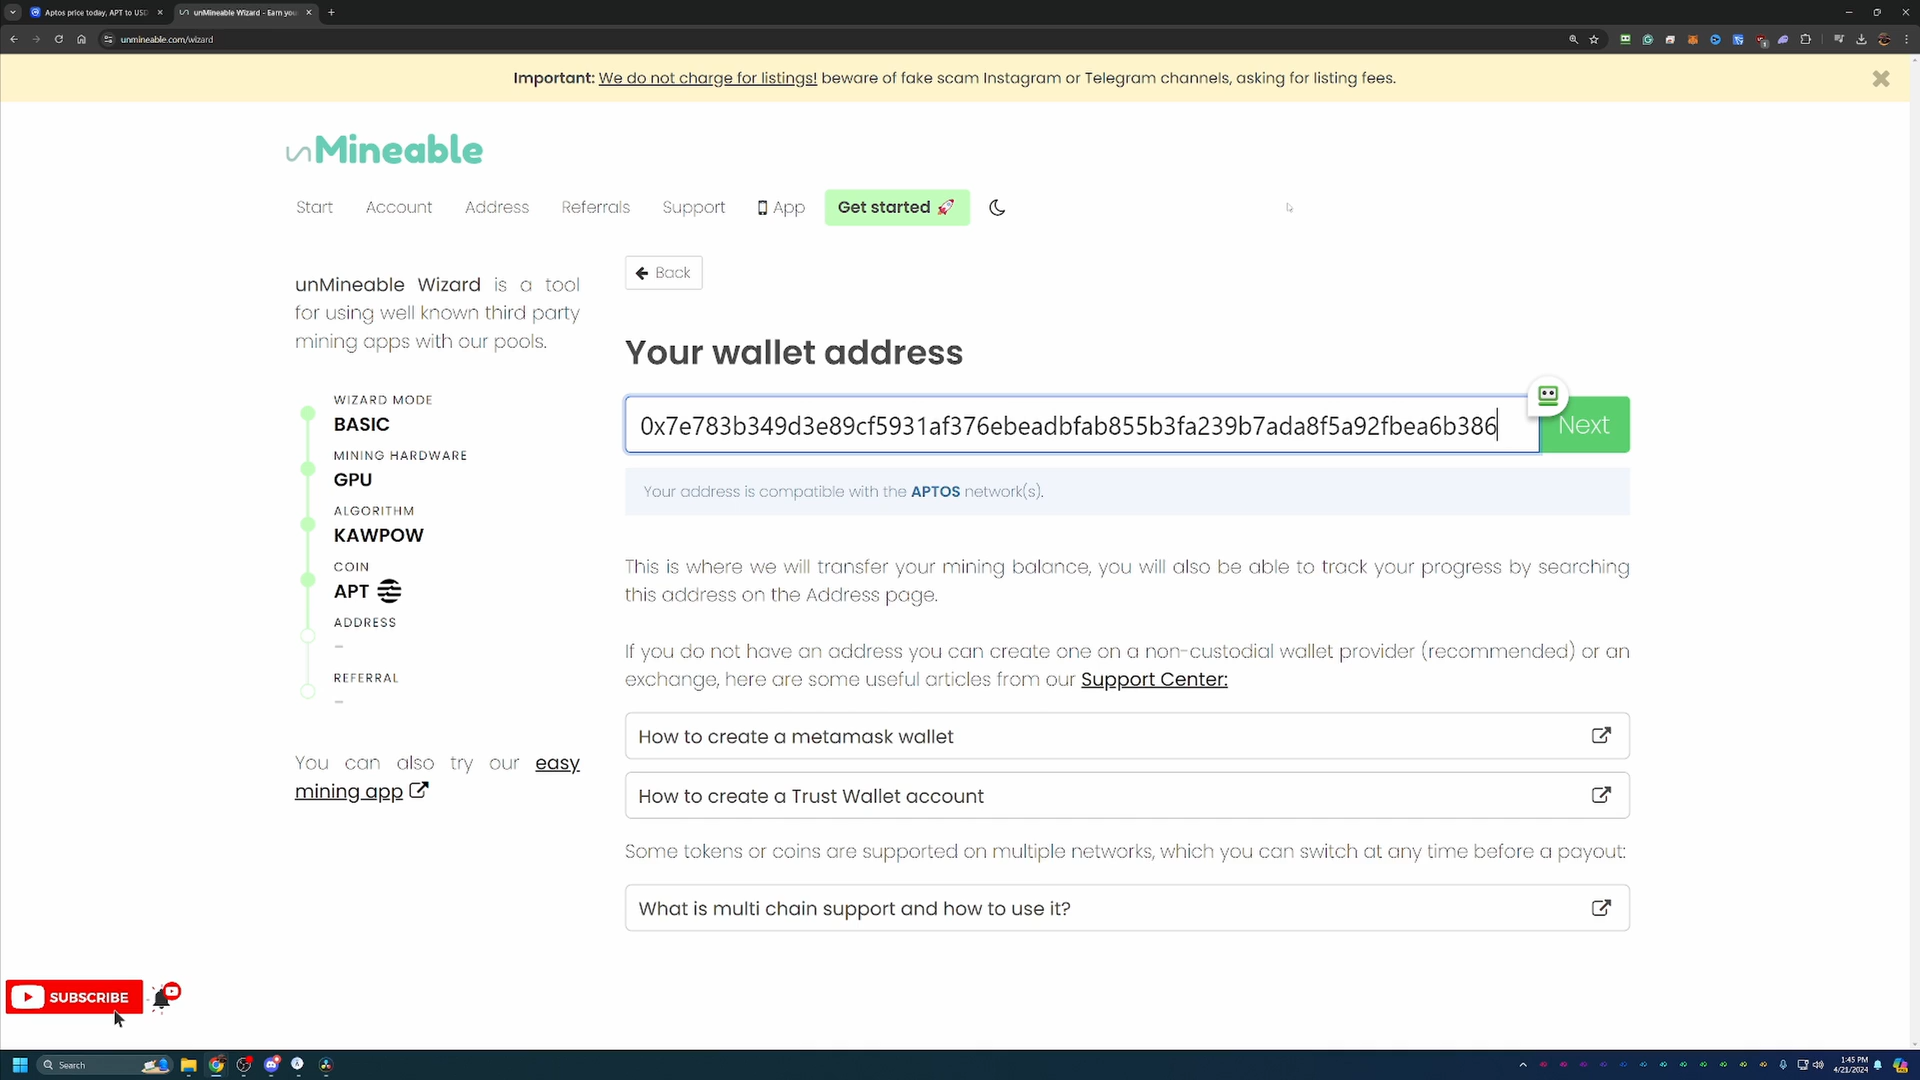 Aptos price today, APT to USD
unMineable Wizard - Earn you
unmineable.com/wizard
Important: We do not charge for listings! beware of fake scam Instagram or Telegram channels, asking for listing fees.
unMineable
Start
Account
Address
Referrals
Support
App
Get started 🚀
unMineable Wizard is a tool
for using well known third party
mining apps with our pools.
WIZARD MODE
BASIC
MINING HARDWARE
GPU
ALGORITHM
KAWPOW
COIN
APT
ADDRESS
–
REFERRAL
–
You can also try our easy
mining app
Back
Your wallet address
0x7e783b349d3e89cf5931af376ebeadbfab855b3fa239b7ada8f5a92fbea6b386
Next
Your address is compatible with the APTOS network(s).
This is where we will transfer your mining balance, you will also be able to track your progress by searching
this address on the Address page.
If you do not have an address you can create one on a non-custodial wallet provider (recommended) or an
exchange, here are some useful articles from our Support Center:
How to create a metamask wallet
How to create a Trust Wallet account
Some tokens or coins are supported on multiple networks, which you can switch at any time before a payout:
What is multi chain support and how to use it?
SUBSCRIBE
Search
1:45 PM
4/21/2024